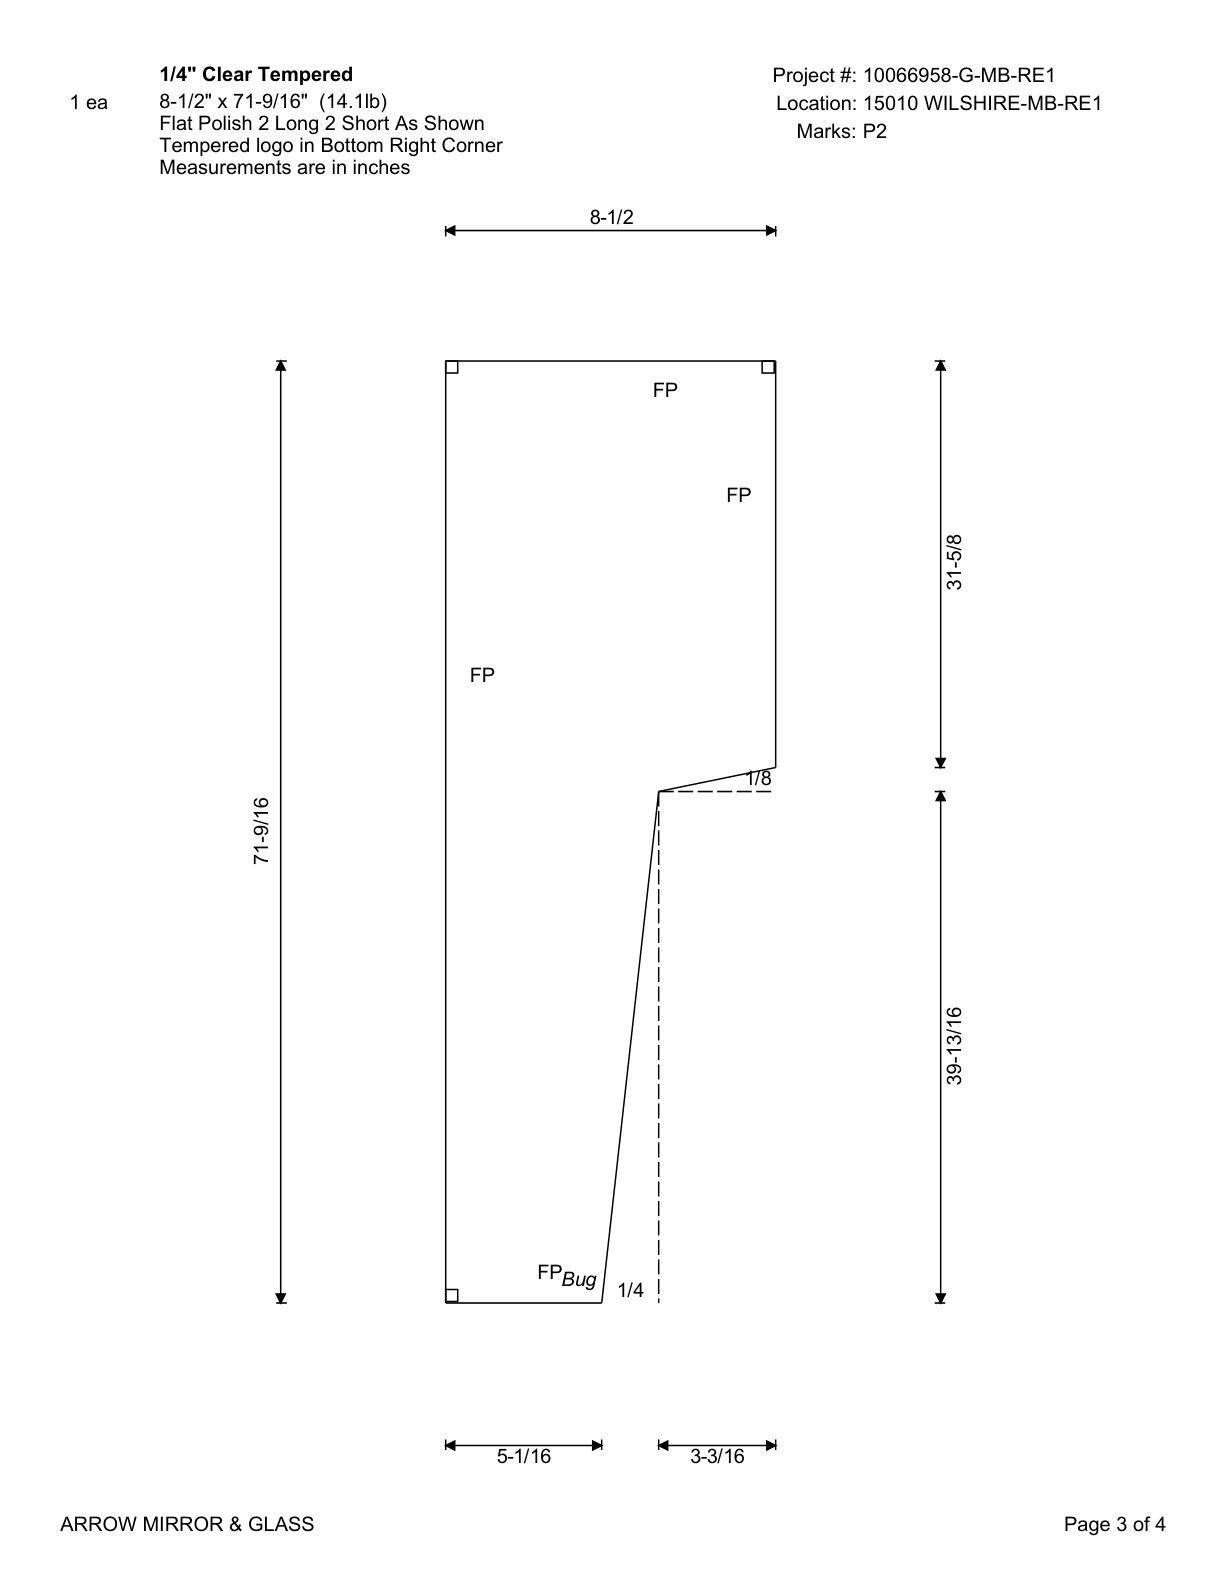 1/4" Clear Tempered
1 ea
8-1/2" x 71-9/16" (14.1lb)
Flat Polish 2 Long 2 Short As Shown
Tempered logo in Bottom Right Corner
Measurements are in inches
Project #: 10066958-G-MB-RE1
Location: 15010 WILSHIRE-MB-RE1
Marks: P2
8-1/2
FP
FP
31-5/8
FP
1/8
71-9/16
39-13/16
FP
Bug
1/4
5-1/16
3-3/16
ARROW MIRROR & GLASS
Page 3 of 4